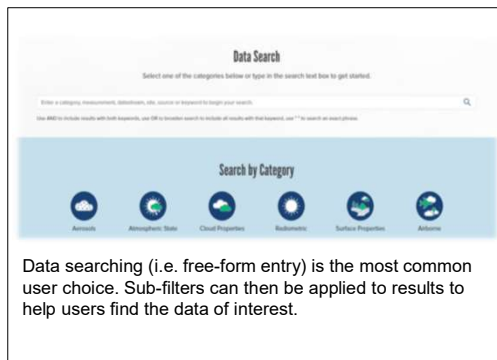 Data Search
Select one of the categories below or type in the search text box to get started.
Enter a category, measurement, datastream, site, source or keyword to begin your search.
Use AND to include results with both keywords, use OR to broaden search to include all results with that keyword, use " " to search an exact phrase.
Search by Category
Aerosols Atmospheric State Cloud Properties Radiometric Surface Properties Airborne
Data searching (i.e. free-form entry) is the most common
user choice. Sub-filters can then be applied to results to
help users find the data of interest.